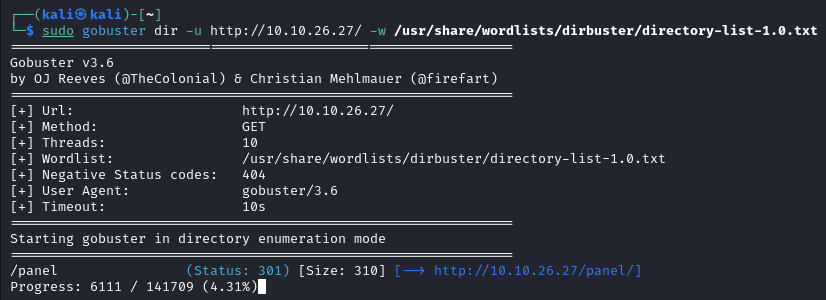 ┌──(kali㉿kali)-[~]
└─$ sudo gobuster dir -u http://10.10.26.27/ -w /usr/share/wordlists/dirbuster/directory-list-1.0.txt
===============================================================
Gobuster v3.6
by OJ Reeves (@TheColonial) & Christian Mehlmauer (@firefart)
===============================================================
[+] Url:                     http://10.10.26.27/
[+] Method:                  GET
[+] Threads:                 10
[+] Wordlist:                /usr/share/wordlists/dirbuster/directory-list-1.0.txt
[+] Negative Status codes:   404
[+] User Agent:              gobuster/3.6
[+] Timeout:                 10s
===============================================================
Starting gobuster in directory enumeration mode
===============================================================
/panel                (Status: 301) [Size: 310] [--> http://10.10.26.27/panel/]
Progress: 6111 / 141709 (4.31%)